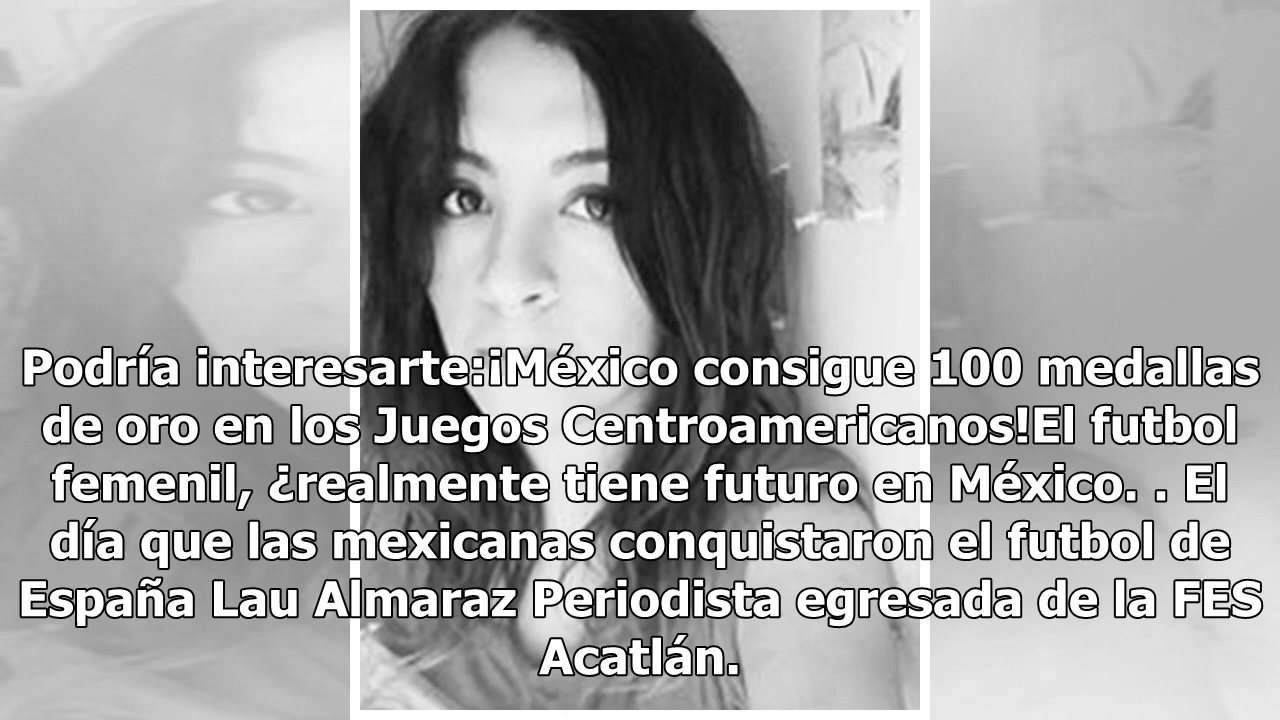 Podría interesarte:¡México consigue 100 medallas
de oro en los Juegos Centroamericanos!El futbol
femenil, ¿realmente tiene futuro en México. . El
día que las mexicanas conquistaron el futbol de
España Lau Almaraz Periodista egresada de la FES
Acatlán.